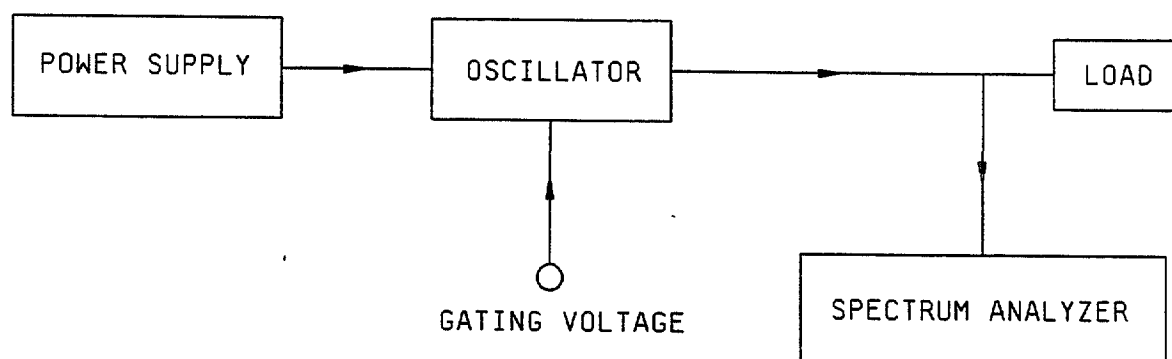 POWER SUPPLY
OSCILLATOR
LOAD
GATING VOLTAGE
SPECTRUM ANALYZER